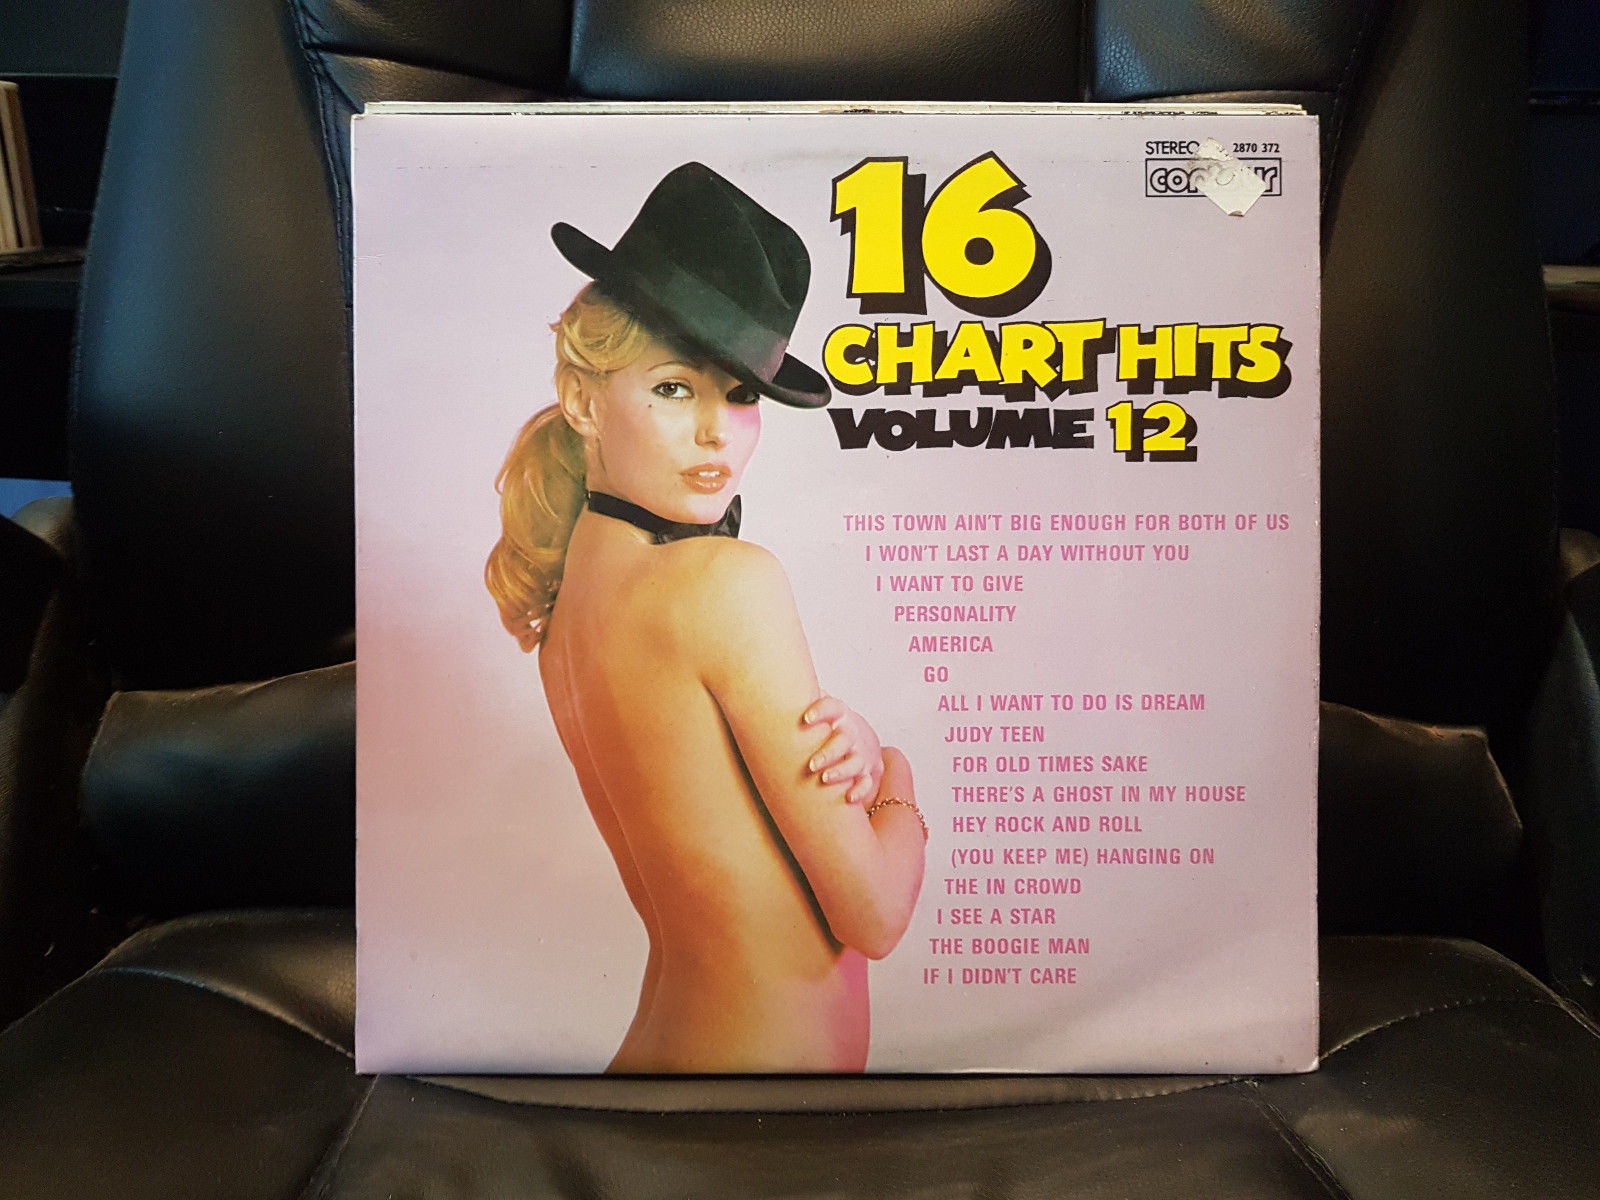 STEREO 2870 372
16
CHART HITS
VOLUME 12
THIS TOWN AIN'T BIG ENOUGH FOR BOTH OF US
I WON'T LAST A DAY WITHOUT YOU
I WANT TO GIVE
PERSONALITY
AMERICA
GO
ALL I WANT TO DO IS DREAM
JUDY TEEN
FOR OLD TIMES SAKE
THERE'S A GHOST IN MY HOUSE
HEY ROCK AND ROLL
(YOU KEEP ME) HANGING ON
THE IN CROWD
I SEE A STAR
THE BOOGIE MAN
IF I DIDN'T CARE